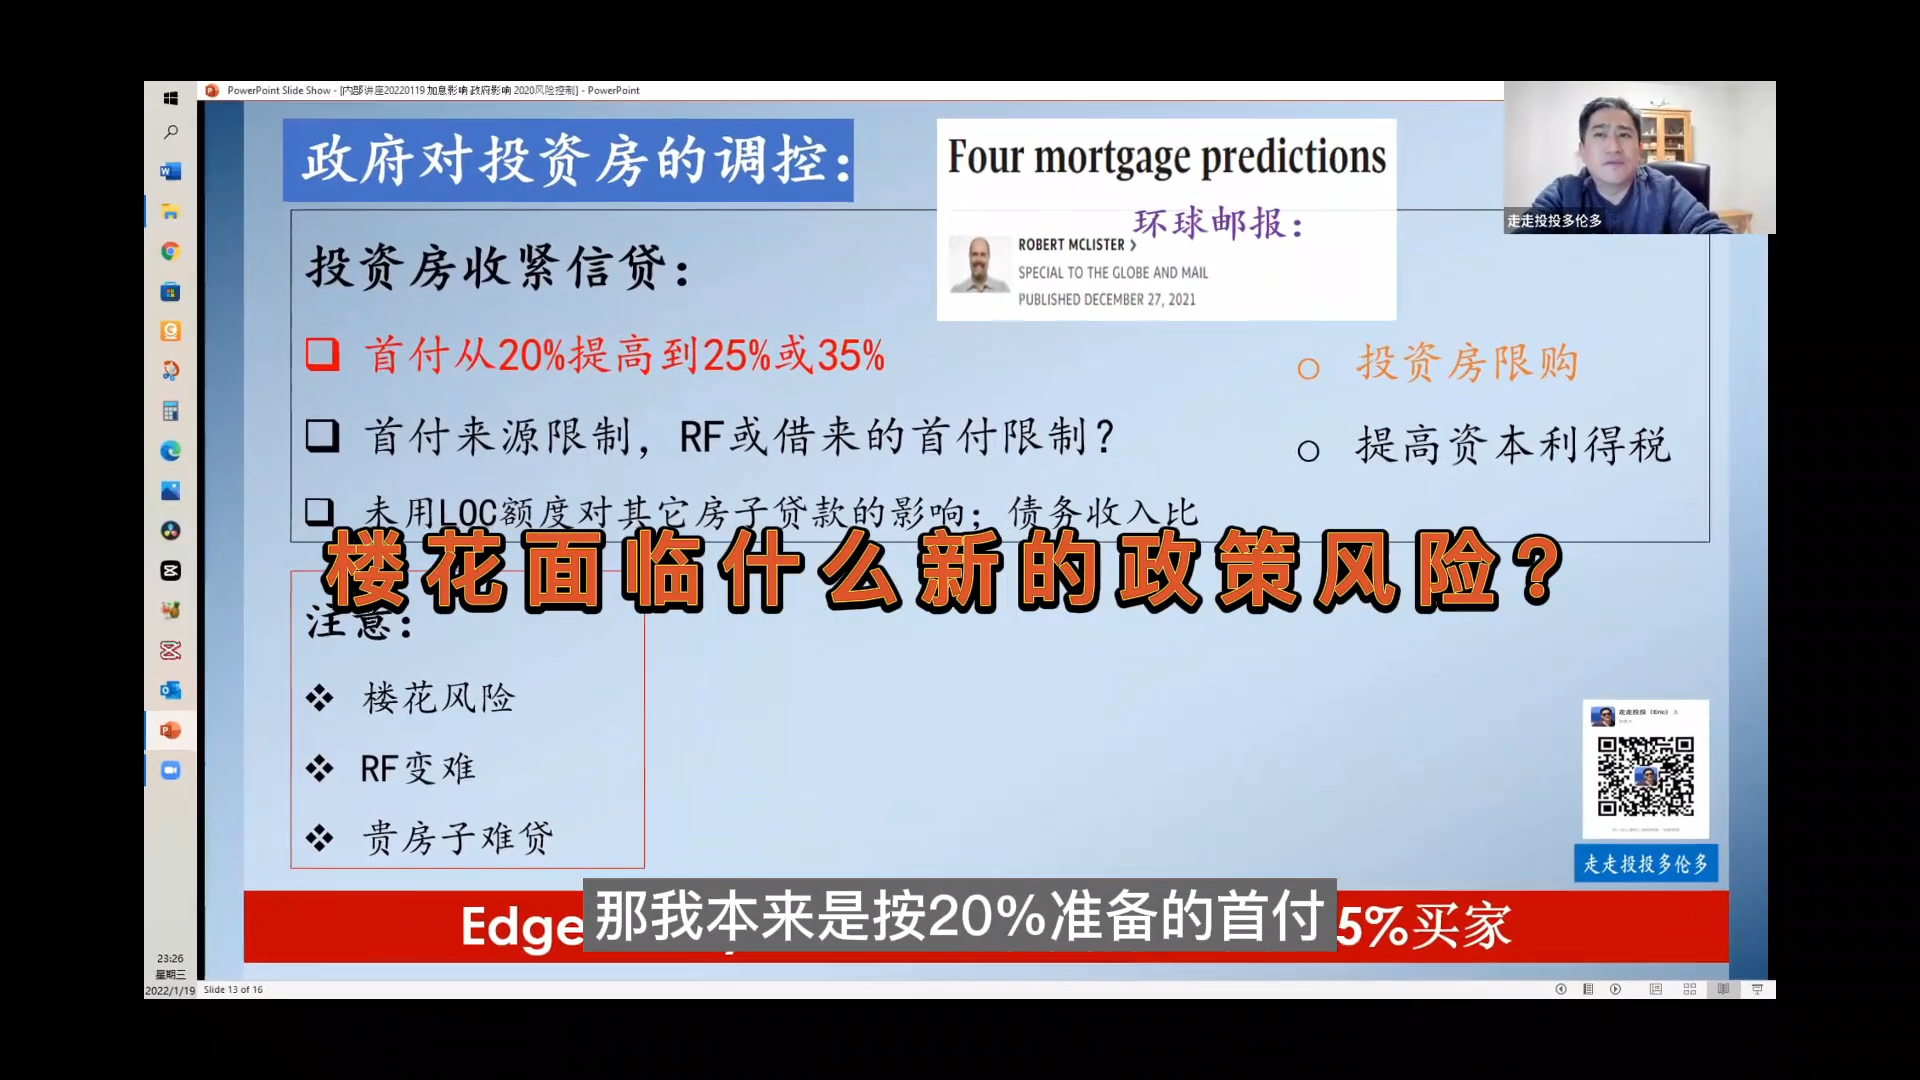 PowerPoint Slide Show - [内部讲座20220119 加息影响 政府影响 2020风险控制] - PowerPoint
政府对投资房的调控：
Four mortgage predictions
环球邮报：
ROBERT MCLISTER >
SPECIAL TO THE GLOBE AND MAIL
PUBLISHED DECEMBER 27, 2021
走走投投多伦多
投资房收紧信贷：
首付从20%提高到25%或35%
投资房限购
首付来源限制，RF或借来的首付限制？
提高资本利得税
未用LOC额度对其它房子贷款的影响；债务收入比
楼花面临什么新的政策风险？
注意：
楼花风险
RF变难
贵房子难贷
走走投投 (Eric)
走走投投多伦多
Edge
5%买家
那我本来是按20%准备的首付
23:26
星期三
2022/1/19
Slide 13 of 16